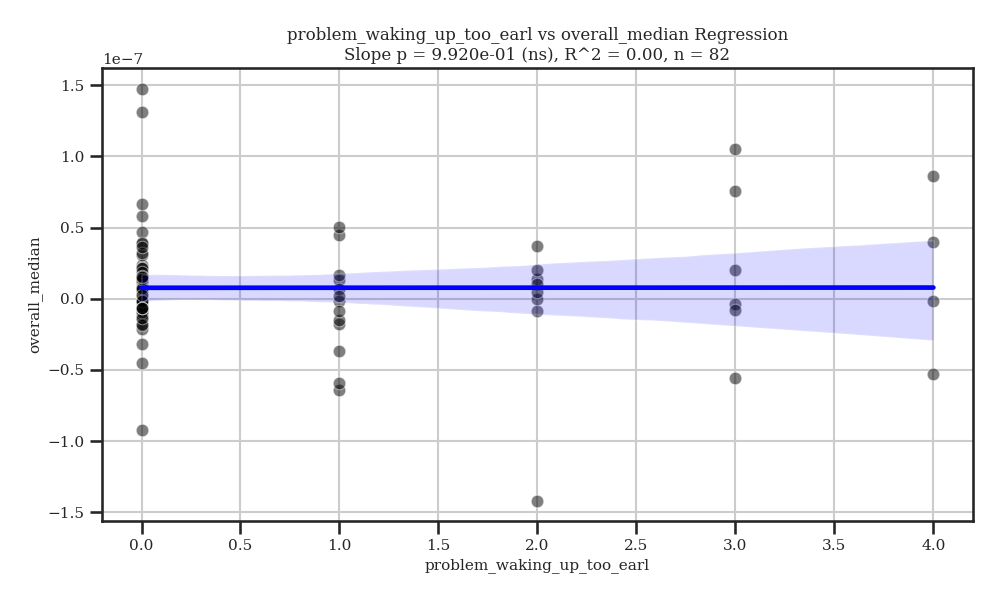 problem_waking_up_too_earl vs overall_median Regression
Slope p = 9.920e-01 (ns), R^2 = 0.00, n = 82
1e−7
1.5
1.0
0.5
0.0
−0.5
−1.0
−1.5
overall_median
0.0 0.5 1.0 1.5 2.0 2.5 3.0 3.5 4.0
problem_waking_up_too_earl